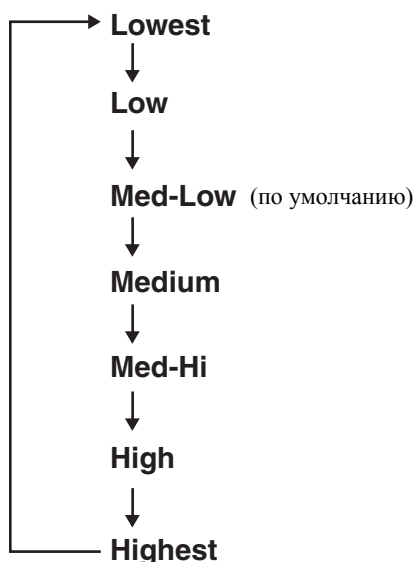 Lowest
Low
Med-Low (по умолчанию)
Medium
Med-Hi
High
Highest